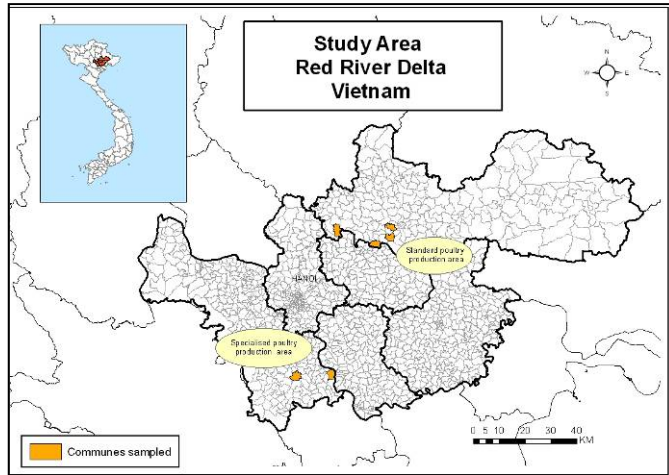 Study Area
Red River Delta
Vietnam
N
W
E
S
Standard poultry
production area
HANOI
Specialised poultry
production area
Communes sampled
0 5 10 20 30 40
KM